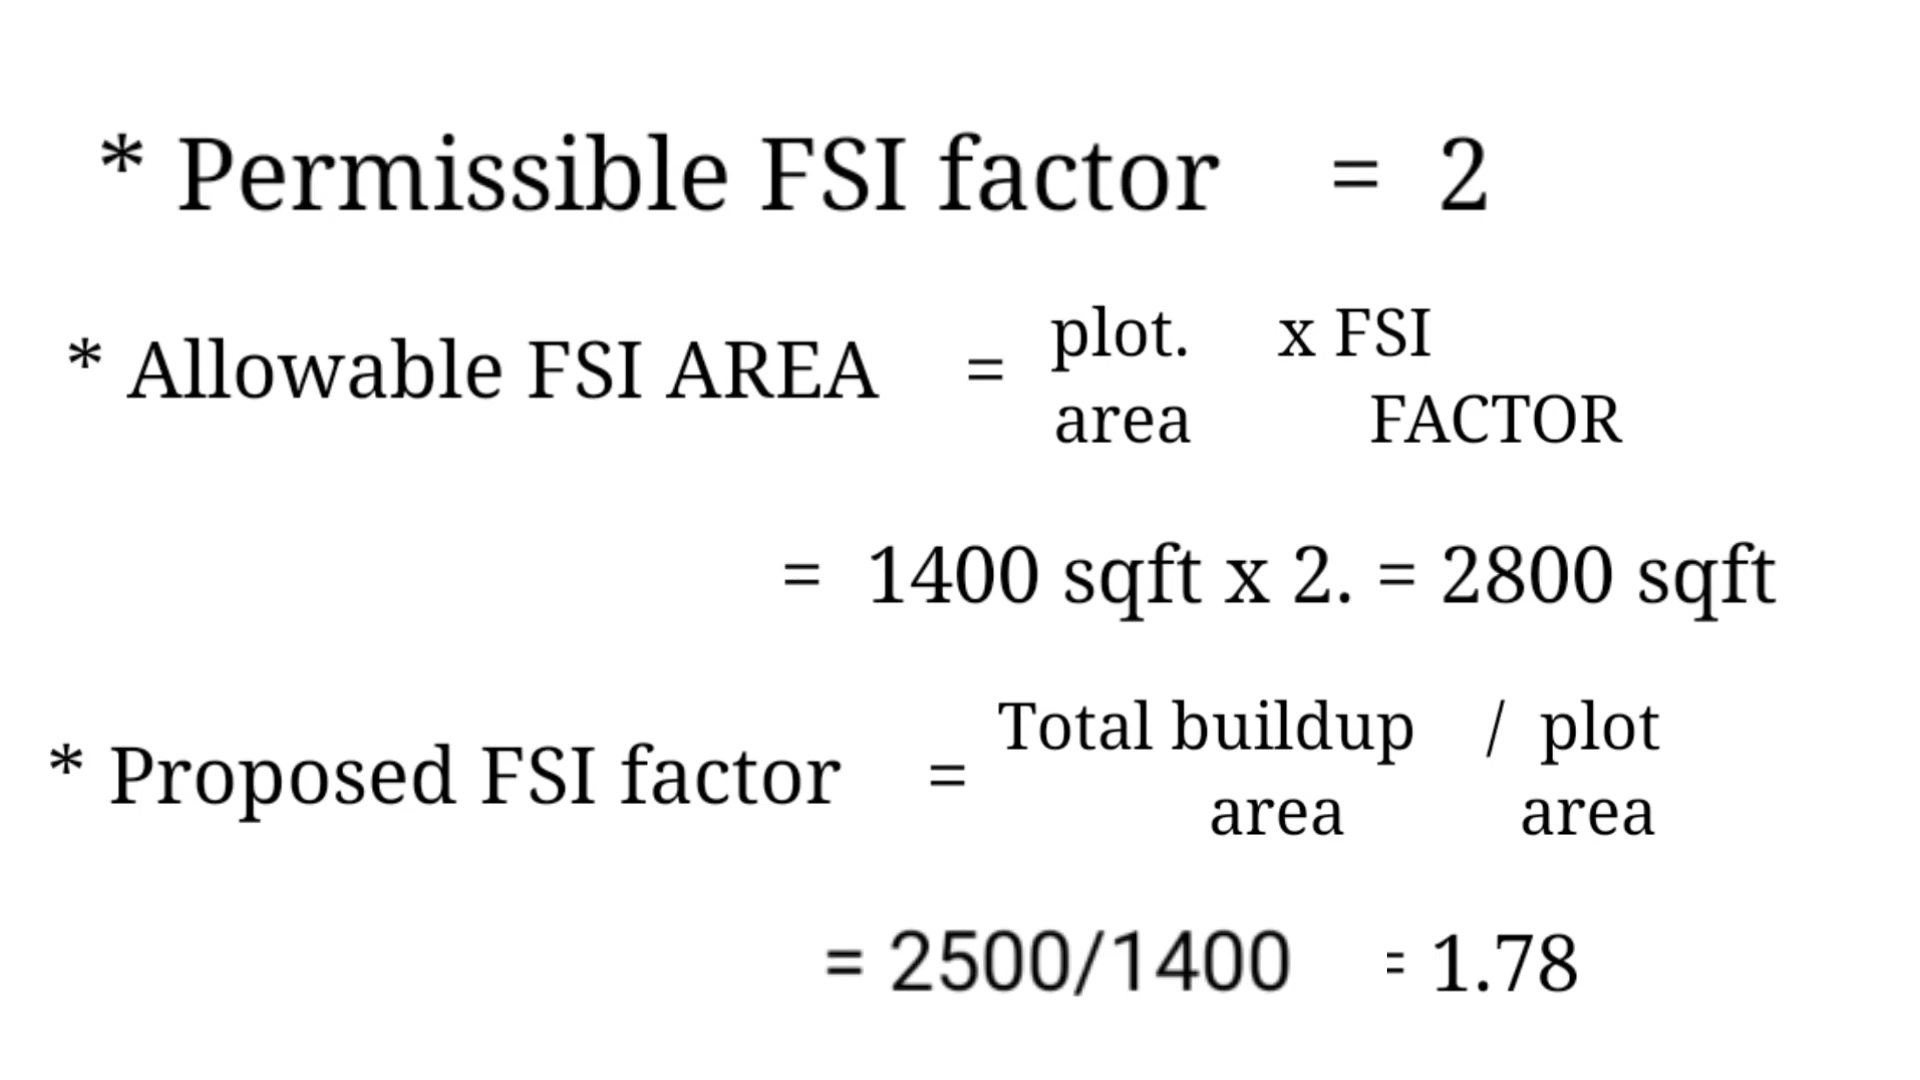 * Permissible FSI factor = 2
* Allowable FSI AREA = plot. x FSI
area FACTOR
= 1400 sqft x 2. = 2800 sqft
* Proposed FSI factor = Total buildup / plot
area area
= 2500/1400 = 1.78